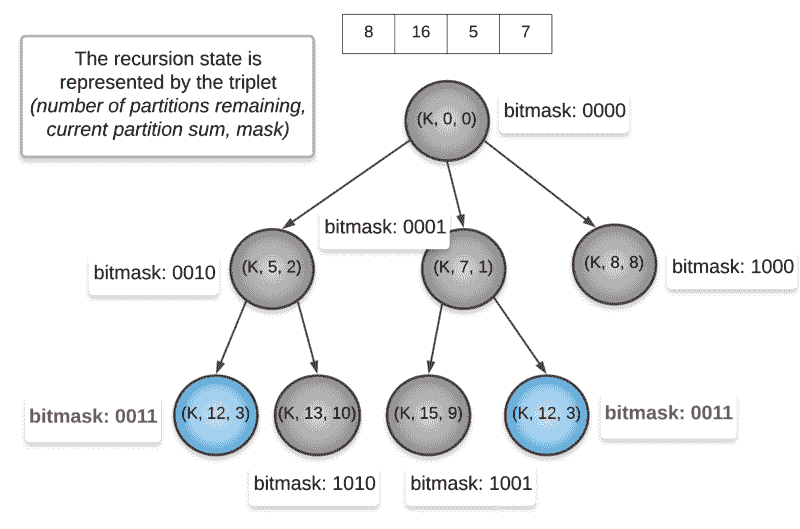 8 16 5 7
The recursion state is
represented by the triplet
(number of partitions remaining,
current partition sum, mask)
(K, 0, 0)
bitmask: 0000
bitmask: 0001
bitmask: 0010
(K, 5, 2)
(K, 7, 1)
(K, 8, 8)
bitmask: 1000
bitmask: 0011
(K, 12, 3)
(K, 13, 10)
(K, 15, 9)
(K, 12, 3)
bitmask: 0011
bitmask: 1010
bitmask: 1001